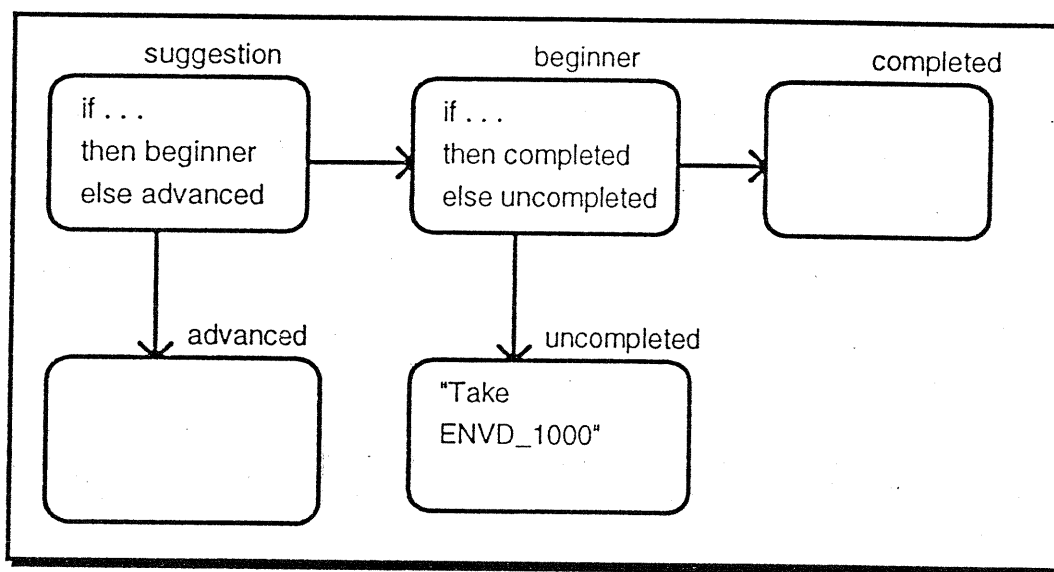 suggestion
if . . .
then beginner
else advanced
beginner
if . . .
then completed
else uncompleted
completed
advanced
uncompleted
"Take
ENVD_1000"